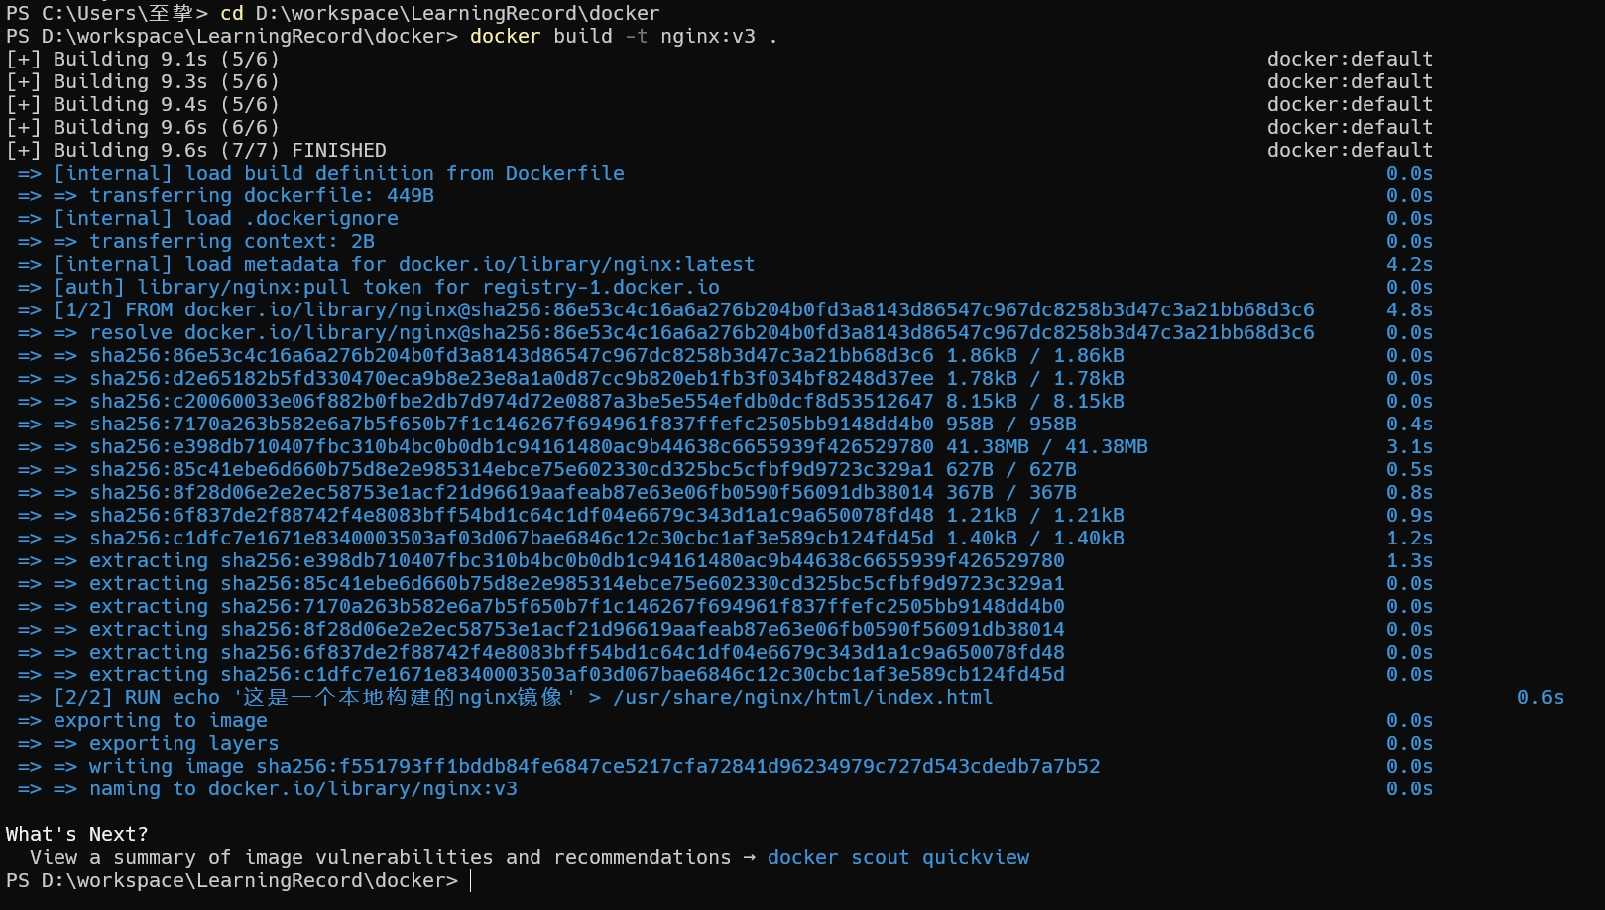 PS C:\Users\至挚> cd D:\workspace\LearningRecord\docker
PS D:\workspace\LearningRecord\docker> docker build -t nginx:v3 .
[+] Building 9.1s (5/6) docker:default
[+] Building 9.3s (5/6) docker:default
[+] Building 9.4s (5/6) docker:default
[+] Building 9.6s (6/6) docker:default
[+] Building 9.6s (7/7) FINISHED docker:default
=> [internal] load build definition from Dockerfile 0.0s
=> => transferring dockerfile: 449B 0.0s
=> [internal] load .dockerignore 0.0s
=> => transferring context: 2B 0.0s
=> [internal] load metadata for docker.io/library/nginx:latest 4.2s
=> [auth] library/nginx:pull token for registry-1.docker.io 0.0s
=> [1/2] FROM docker.io/library/nginx@sha256:86e53c4c16a6a276b204b0fd3a8143d86547c967dc8258b3d47c3a21bb68d3c6 4.8s
=> => resolve docker.io/library/nginx@sha256:86e53c4c16a6a276b204b0fd3a8143d86547c967dc8258b3d47c3a21bb68d3c6 0.0s
=> => sha256:86e53c4c16a6a276b204b0fd3a8143d86547c967dc8258b3d47c3a21bb68d3c6 1.86kB / 1.86kB 0.0s
=> => sha256:d2e65182b5fd330470eca9b8e23e8a1a0d87cc9b820eb1fb3f034bf8248d37ee 1.78kB / 1.78kB 0.0s
=> => sha256:c20060033e06f882b0fbe2db7d974d72e0887a3be5e554efdb0dcf8d53512647 8.15kB / 8.15kB 0.0s
=> => sha256:7170a263b582e6a7b5f650b7f1c146267f694961f837ffefc2505bb9148dd4b0 958B / 958B 0.4s
=> => sha256:e398db710407fbc310b4bc0b0db1c94161480ac9b44638c6655939f426529780 41.38MB / 41.38MB 3.1s
=> => sha256:85c41ebe6d660b75d8e2e985314ebce75e602330cd325bc5cfbf9d9723c329a1 627B / 627B 0.5s
=> => sha256:8f28d06e2e2ec58753e1acf21d96619aafeab87e63e06fb0590f56091db38014 367B / 367B 0.8s
=> => sha256:6f837de2f88742f4e8083bff54bd1c64c1df04e6679c343d1a1c9a650078fd48 1.21kB / 1.21kB 0.9s
=> => sha256:c1dfc7e1671e8340003503af03d067bae6846c12c30cbc1af3e589cb124fd45d 1.40kB / 1.40kB 1.2s
=> => extracting sha256:e398db710407fbc310b4bc0b0db1c94161480ac9b44638c6655939f426529780 1.3s
=> => extracting sha256:85c41ebe6d660b75d8e2e985314ebce75e602330cd325bc5cfbf9d9723c329a1 0.0s
=> => extracting sha256:7170a263b582e6a7b5f650b7f1c146267f694961f837ffefc2505bb9148dd4b0 0.0s
=> => extracting sha256:8f28d06e2e2ec58753e1acf21d96619aafeab87e63e06fb0590f56091db38014 0.0s
=> => extracting sha256:6f837de2f88742f4e8083bff54bd1c64c1df04e6679c343d1a1c9a650078fd48 0.0s
=> => extracting sha256:c1dfc7e1671e8340003503af03d067bae6846c12c30cbc1af3e589cb124fd45d 0.0s
=> [2/2] RUN echo '这是一个本地构建的nginx镜像' > /usr/share/nginx/html/index.html 0.6s
=> exporting to image 0.0s
=> => exporting layers 0.0s
=> => writing image sha256:f551793ff1bddb84fe6847ce5217cfa72841d96234979c727d543cdedb7a7b52 0.0s
=> => naming to docker.io/library/nginx:v3 0.0s
What's Next?
View a summary of image vulnerabilities and recommendations → docker scout quickview
PS D:\workspace\LearningRecord\docker>